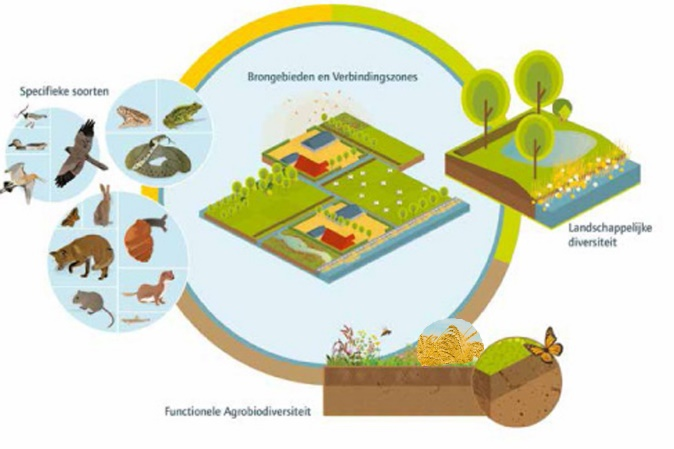 Brongebieden en Verbindingszones
Specifieke soorten
Landschappelijke
diversiteit
Functionele Agrobiodiversiteit